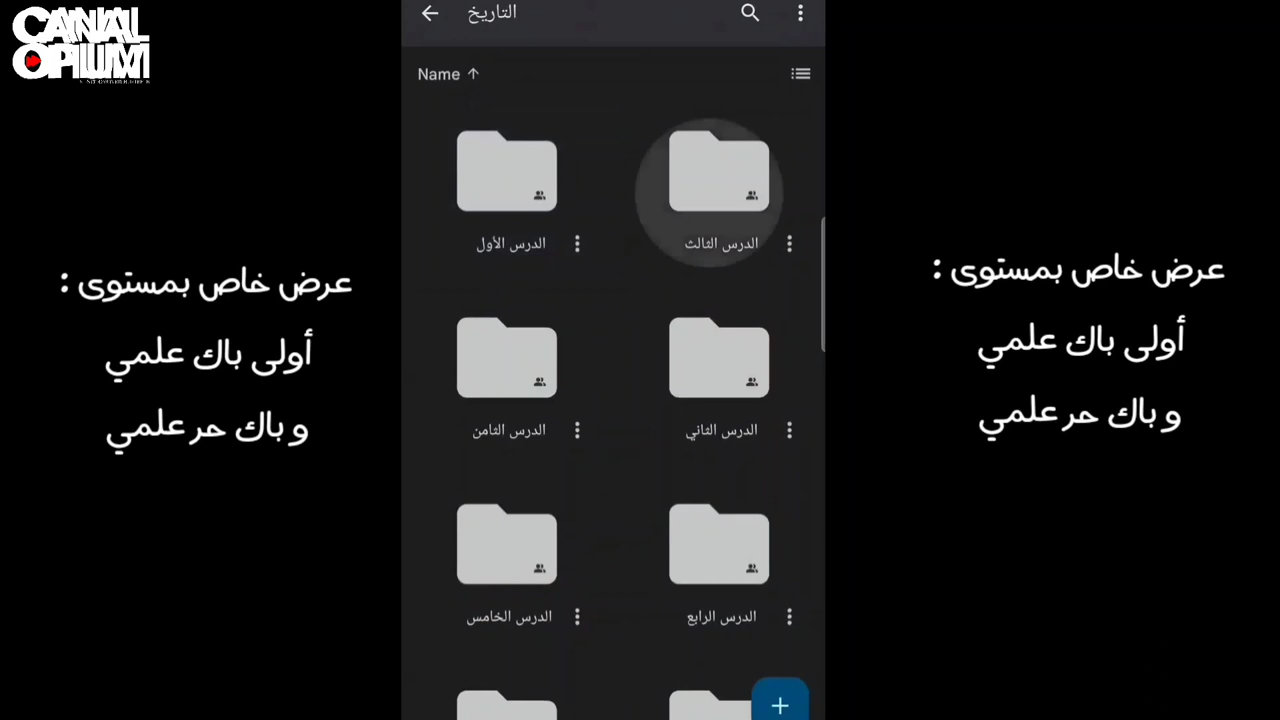 CANAL
OPIUM
التاريخ
Name
الدرس الأول
الدرس الثالث
الدرس الثامن
الدرس الثاني
الدرس الخامس
الدرس الرابع
عرض خاص بمستوى :
أولى باك علمي
و باك حر علمي
عرض خاص بمستوى :
أولى باك علمي
و باك حر علمي